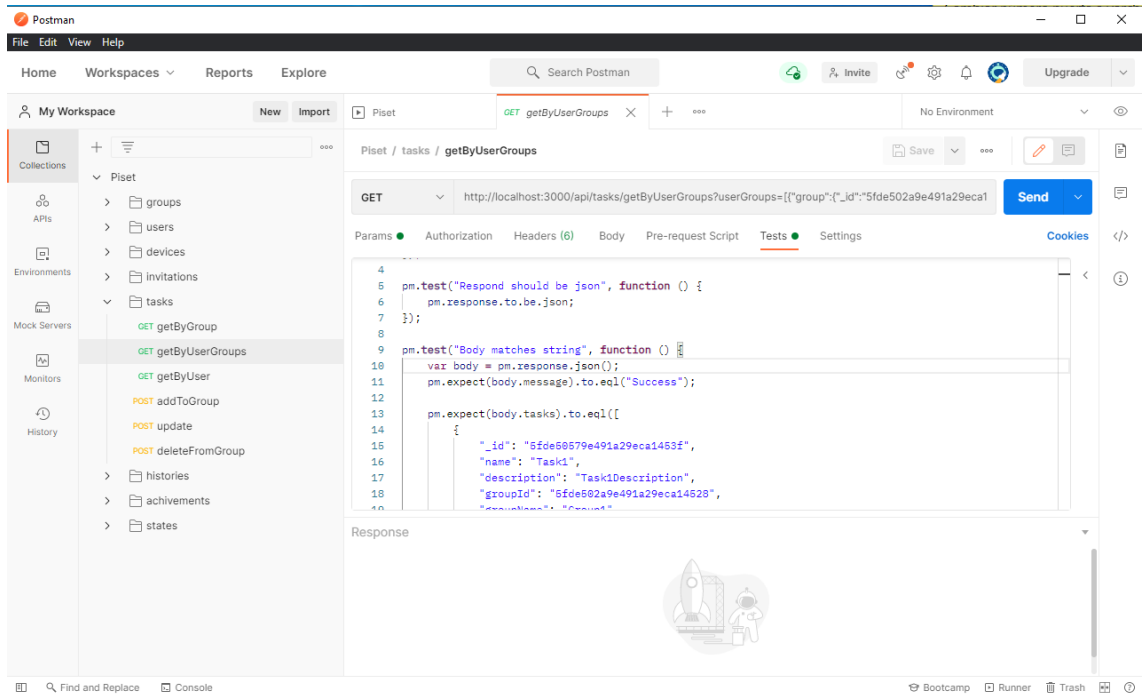 Postman
File Edit View Help
Home Workspaces Reports Explore Search Postman Invite Upgrade
My Workspace New Import Piset GET getByUserGroups No Environment
Collections
APIs
Environments
Mock Servers
Monitors
History
Piset
groups
users
devices
invitations
tasks
GET getByGroup
GET getByUserGroups
GET getByUser
POST addToGroup
POST update
POST deleteFromGroup
histories
achivements
states
Piset / tasks / getByUserGroups Save
GET http://localhost:3000/api/tasks/getByUserGroups?userGroups=[{"group":{"_id":"5fde502a9e491a29eca1 Send
Params Authorization Headers (6) Body Pre-request Script Tests Settings Cookies
4
5 pm.test("Respond should be json", function () {
6 pm.response.to.be.json;
7 });
8
9 pm.test("Body matches string", function () {
10 var body = pm.response.json();
11 pm.expect(body.message).to.eql("Success");
12
13 pm.expect(body.tasks).to.eql([
14 {
15 "_id": "5fde50579e491a29eca1453f",
16 "name": "Task1",
17 "description": "Task1Description",
18 "groupId": "5fde502a9e491a29eca14528",
19 "groupName": "Group1",
Response
Find and Replace Console Bootcamp Runner Trash